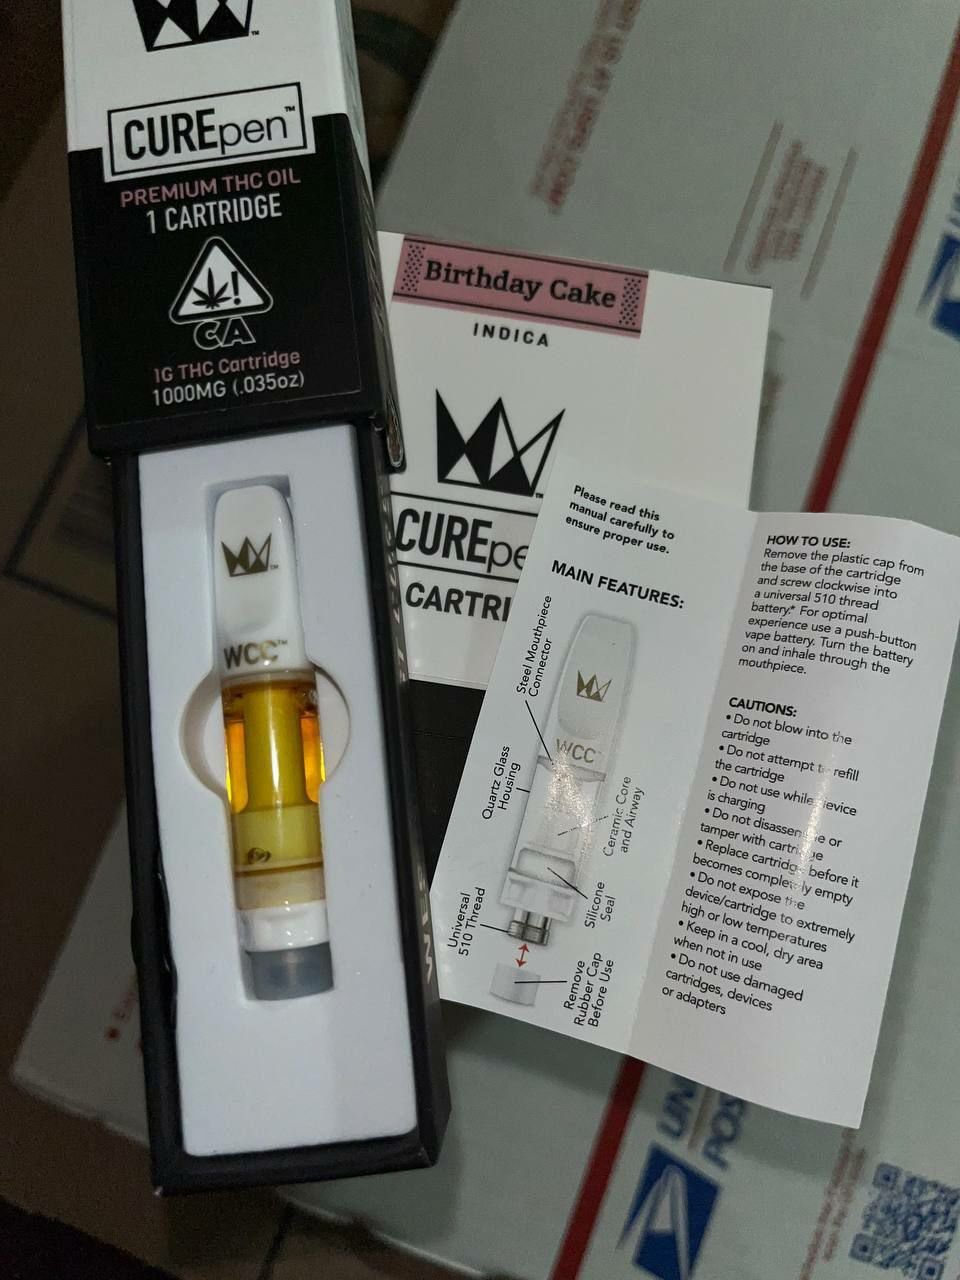 CUREpen™
PREMIUM THC OIL
1 CARTRIDGE
!
CA
1G THC Cartridge
1000MG (.035oz)
™
WCC™
Birthday Cake
INDICA
™
CUREpe
CARTRI
Please read this
manual carefully to
ensure proper use.
MAIN FEATURES:
Steel Mouthpiece
Connector
WCC
Quartz Glass
Housing
Ceramic Core
and Airway
Universal
510 Thread
Silicone
Seal
Remove
Rubber Cap
Before Use
HOW TO USE:
Remove the plastic cap from
the base of the cartridge
and screw clockwise into
a universal 510 thread
battery.* For optimal
experience use a push-button
vape battery. Turn the battery
on and inhale through the
mouthpiece.
CAUTIONS:
• Do not blow into the
cartridge
• Do not attempt to refill
the cartridge
• Do not use while device
is charging
• Do not disassemble or
tamper with cartridge
• Replace cartridge before it
becomes completely empty
• Do not expose the
device/cartridge to extremely
high or low temperatures
• Keep in a cool, dry area
when not in use
• Do not use damaged
cartridges, devices
or adapters
UN
POS